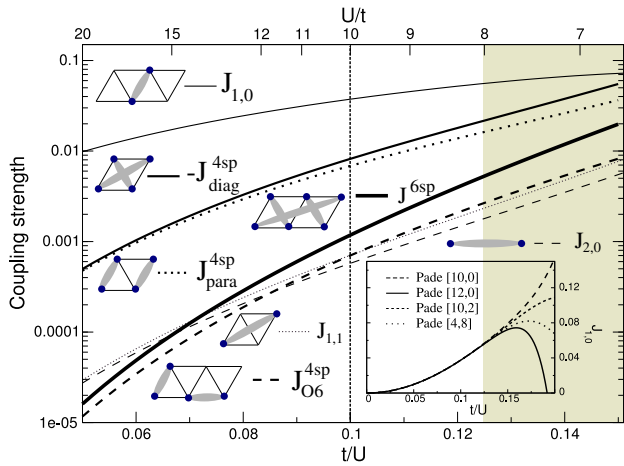 U/t
20 15 12 11 10 9 8 7
0.1
0.01
0.001
0.0001
1e-05
Coupling strength
J1,0
-J4sp diag
J4sp para
J6sp
J2,0
J1,1
J4sp O6
Pade [10,0]
Pade [12,0]
Pade [10,2]
Pade [4,8]
0,12
0,08
0,04
0
J1,0
0.00 0.05 0.10 0.15
t/U
0.06 0.08 0.1 0.12 0.14
t/U